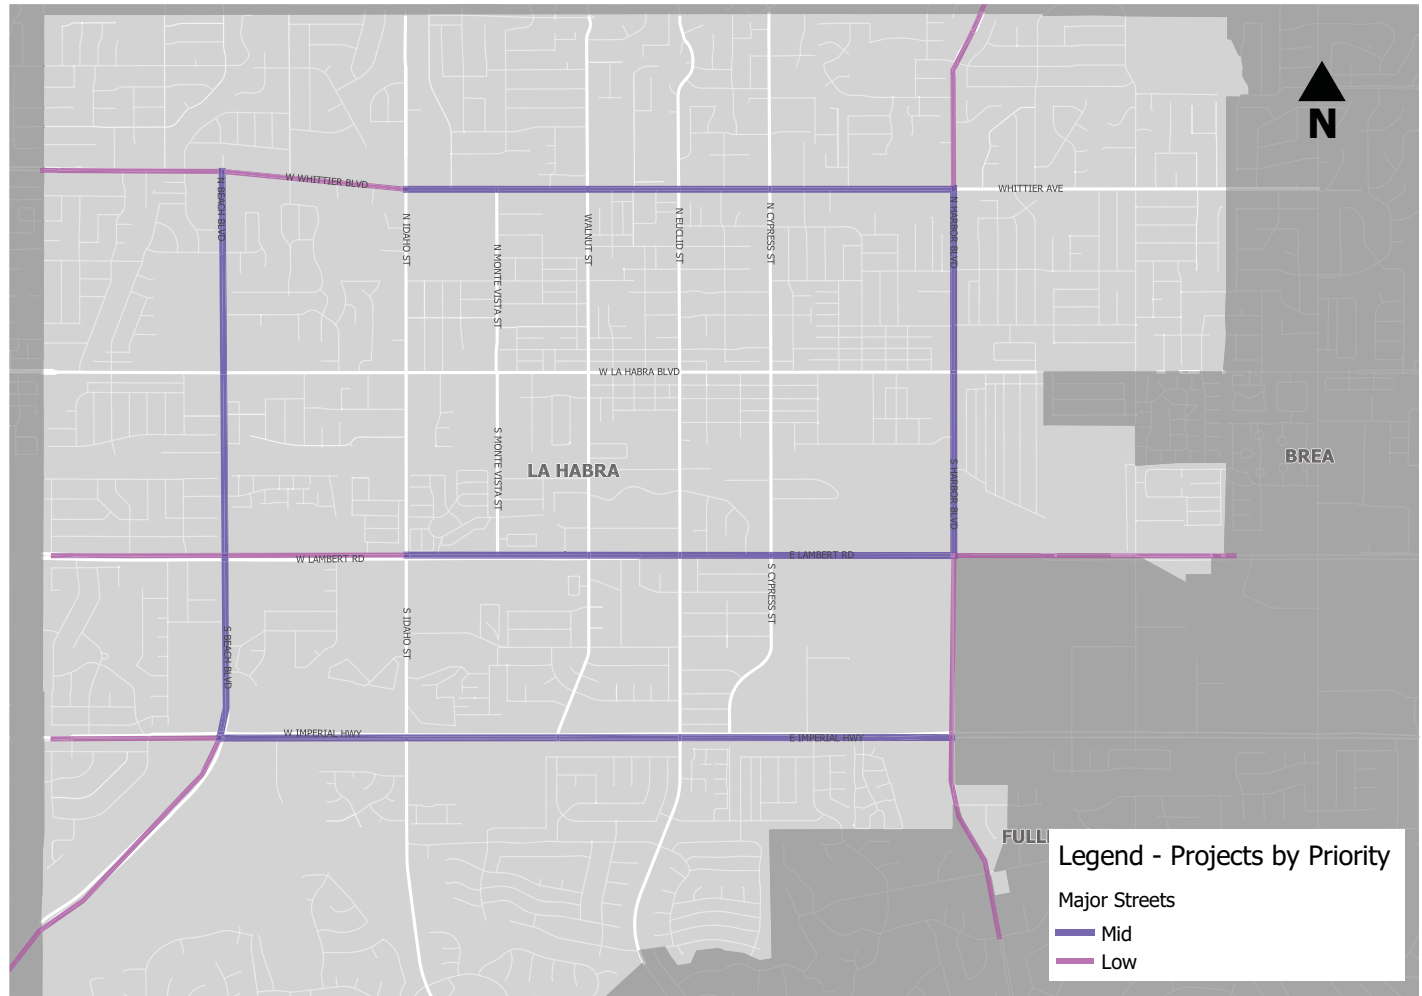 N
W WHITTIER BLVD
WHITTIER AVE
N BEACH BLVD
N IDAHO ST
N MONTE VISTA ST
WALNUT ST
N EUCLID ST
N CYPRESS ST
N HARBOR BLVD
W LA HABRA BLVD
S MONTE VISTA ST
LA HABRA
BREA
S HARBOR BLVD
W LAMBERT RD
E LAMBERT RD
S CYPRESS ST
S IDAHO ST
S BEACH BLVD
W IMPERIAL HWY
E IMPERIAL HWY
FULL
Legend - Projects by Priority
Major Streets
Mid
Low